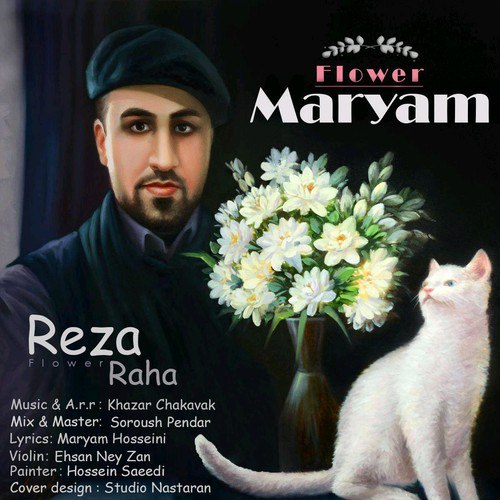 Flower
Maryam
Reza
Flower
Raha
Music & A.r.r : Khazar Chakavak
Mix & Master: Soroush Pendar
Lyrics: Maryam Hosseini
Violin: Ehsan Ney Zan
Painter : Hossein Saeedi
Cover design : Studio Nastaran